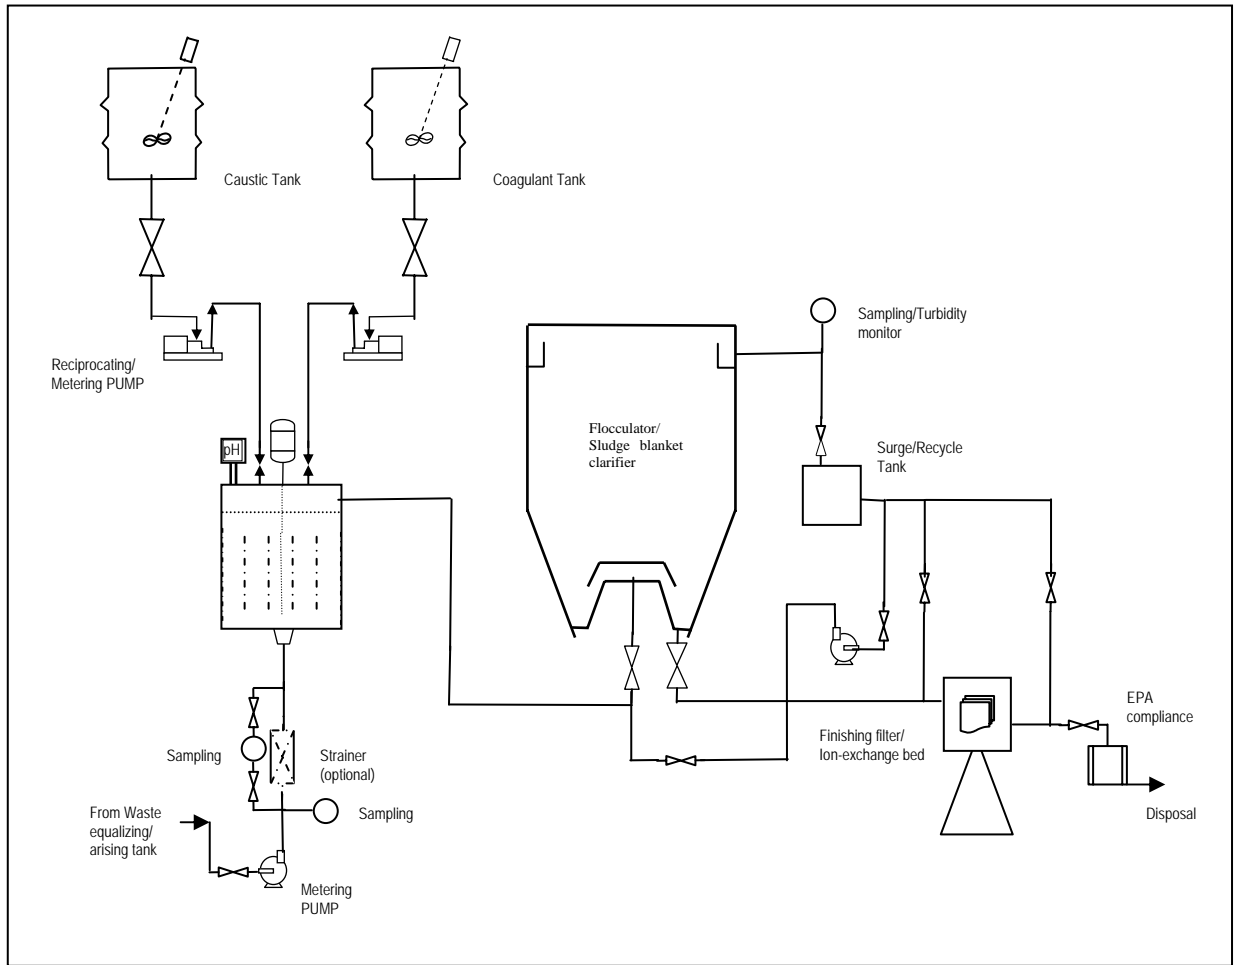 Caustic Tank
Coagulant Tank
Reciprocating/
Metering PUMP
Sampling/Turbidity
monitor
pH
Flocculator/
Sludge blanket
clarifier
Surge/Recycle
Tank
EPA
compliance
Finishing filter/
Ion-exchange bed
Sampling
Strainer
(optional)
Sampling
From Waste
equalizing/
arising tank
Disposal
Metering
PUMP